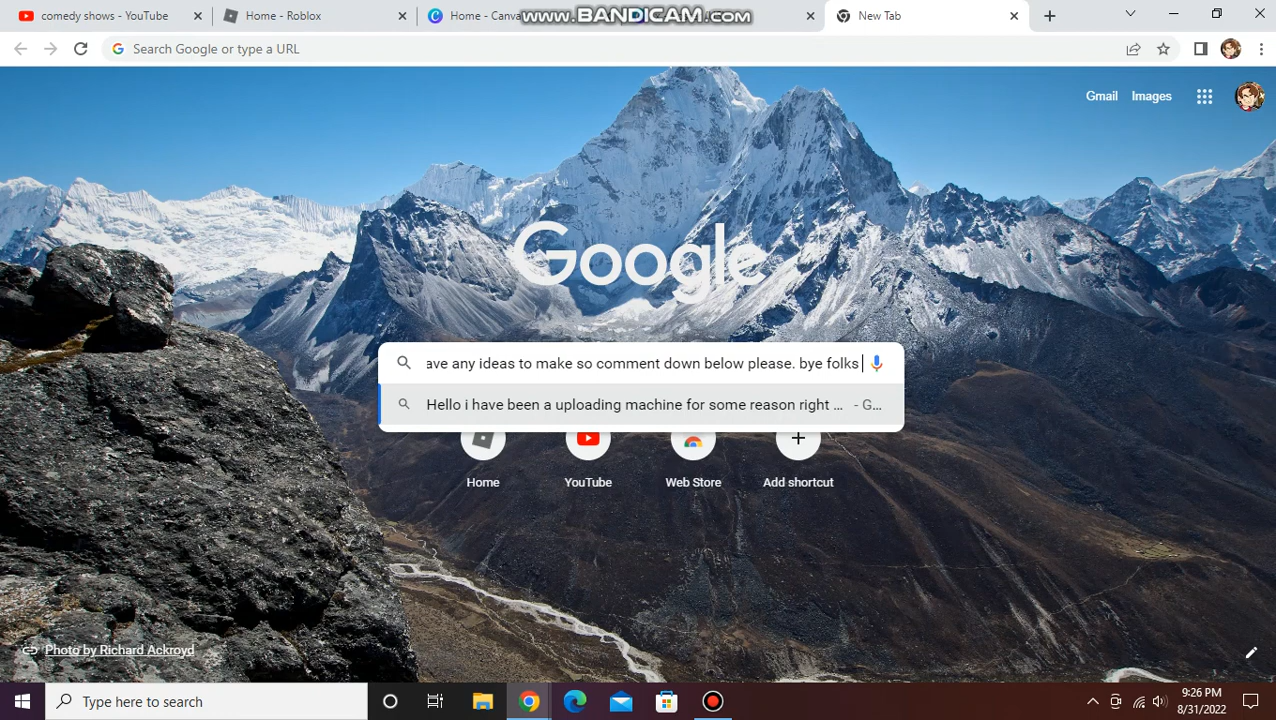 comedy shows - YouTube
Home - Roblox
Home - Canva
www.BANDICAM.com
New Tab
Search Google or type a URL
Gmail
Images
Google
ave any ideas to make so comment down below please. bye folks
Hello i have been a uploading machine for some reason right ... - G...
Home
YouTube
Web Store
Add shortcut
Photo by Richard Ackroyd
Type here to search
9:26 PM
8/31/2022